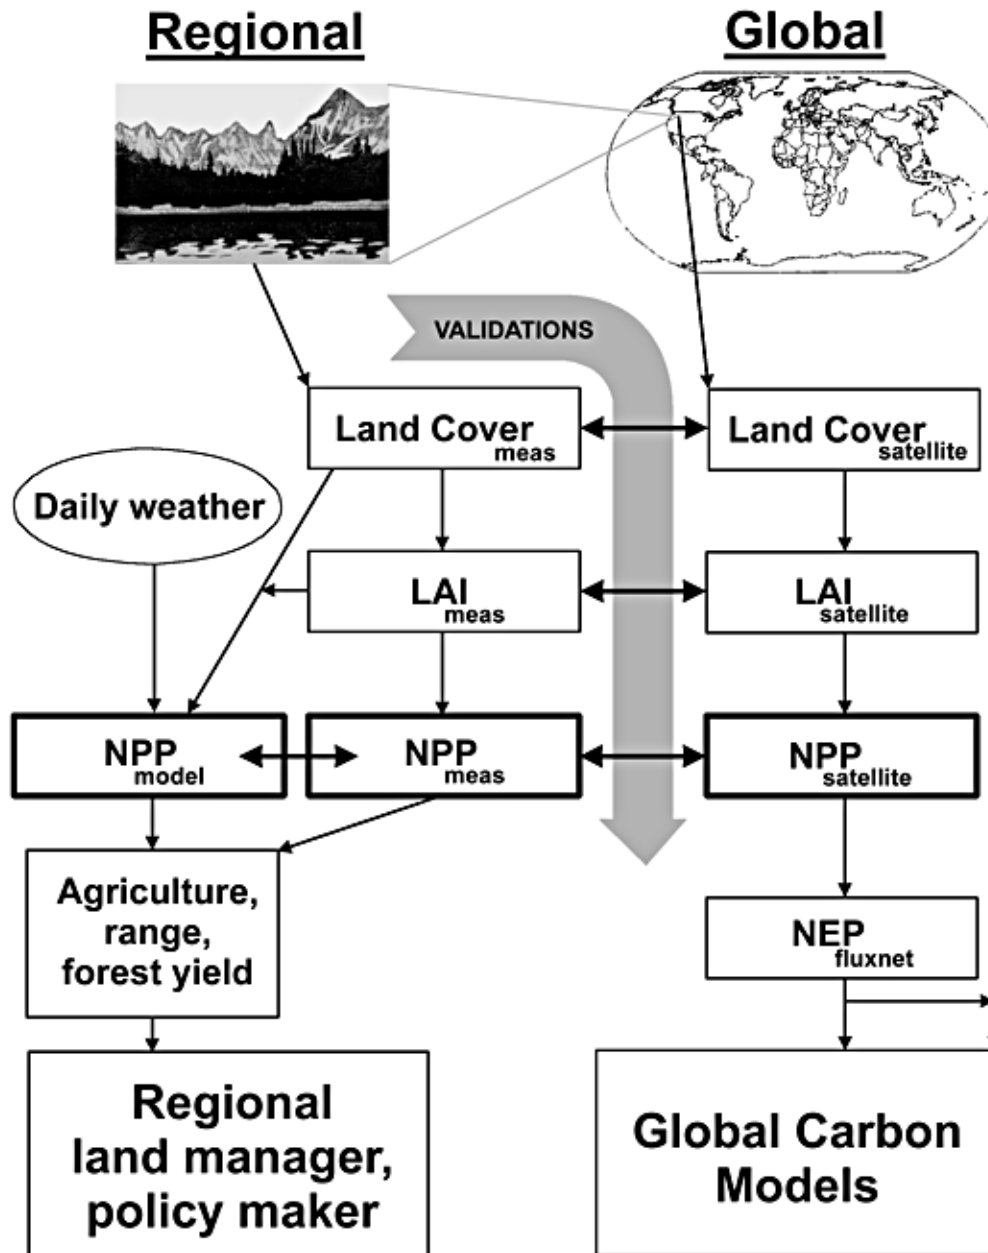 Regional
Global
VALIDATIONS
Land Cover meas
Land Cover satellite
Daily weather
LAI meas
LAI satellite
NPP model
NPP meas
NPP satellite
Agriculture,
range,
forest yield
NEP fluxnet
Regional
land manager,
policy maker
Global Carbon
Models